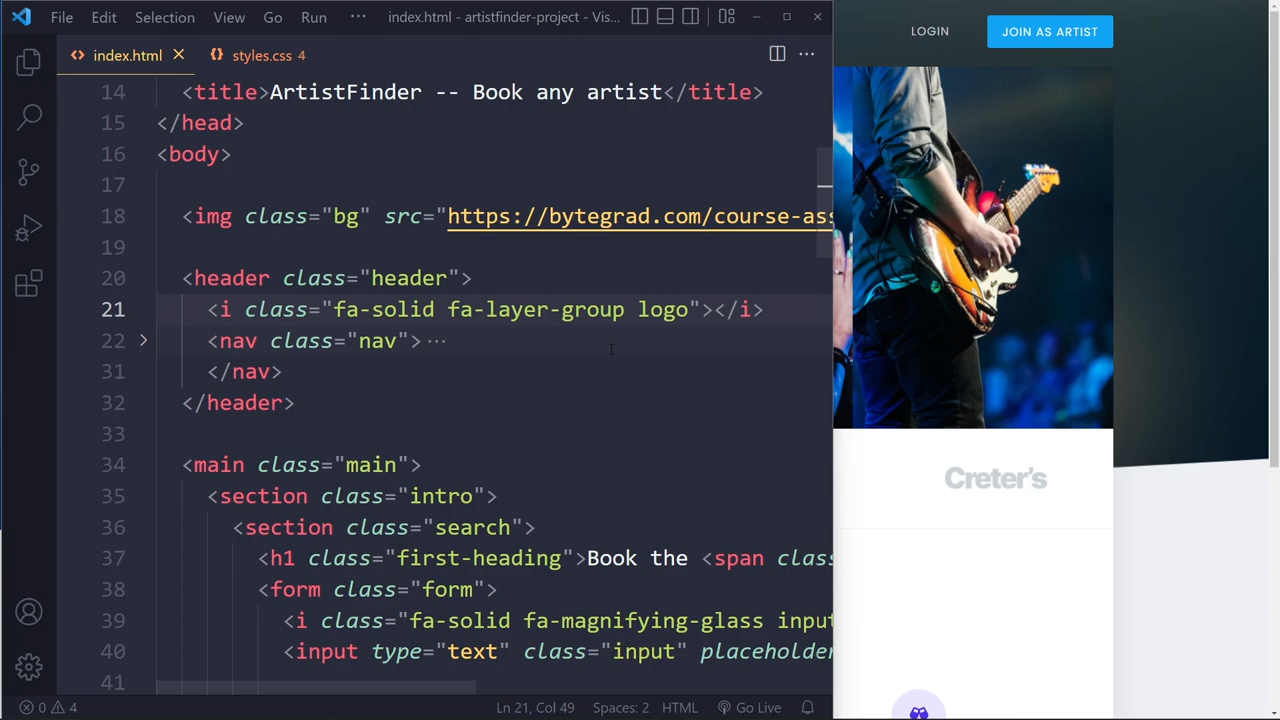 File Edit Selection View Go Run ··· index.html - artistfinder-project - Vis...
index.html
styles.css 4
14 <title>ArtistFinder -- Book any artist</title>
15 </head>
16 <body>
17
18 <img class="bg" src="https://bytegrad.com/course-ass
19
20 <header class="header">
21 <i class="fa-solid fa-layer-group logo"></i>
22 <nav class="nav">···
31 </nav>
32 </header>
33
34 <main class="main">
35 <section class="intro">
36 <section class="search">
37 <h1 class="first-heading">Book the <span class
38 <form class="form">
39 <i class="fa-solid fa-magnifying-glass input
40 <input type="text" class="input" placeholder
41
0 4 Ln 21, Col 49 Spaces: 2 HTML Go Live
LOGIN
JOIN AS ARTIST
Creter's